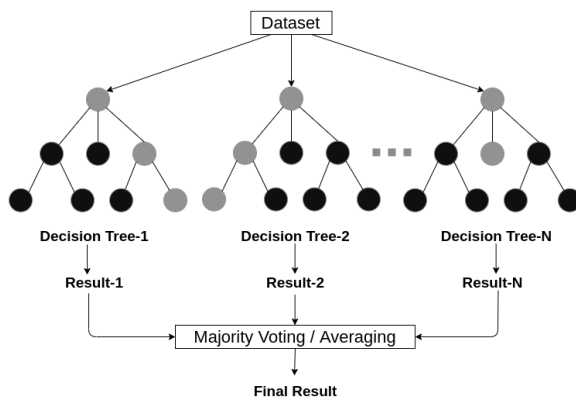 Dataset
Decision Tree-1
Decision Tree-2
Decision Tree-N
Result-1
Result-2
Result-N
Majority Voting / Averaging
Final Result